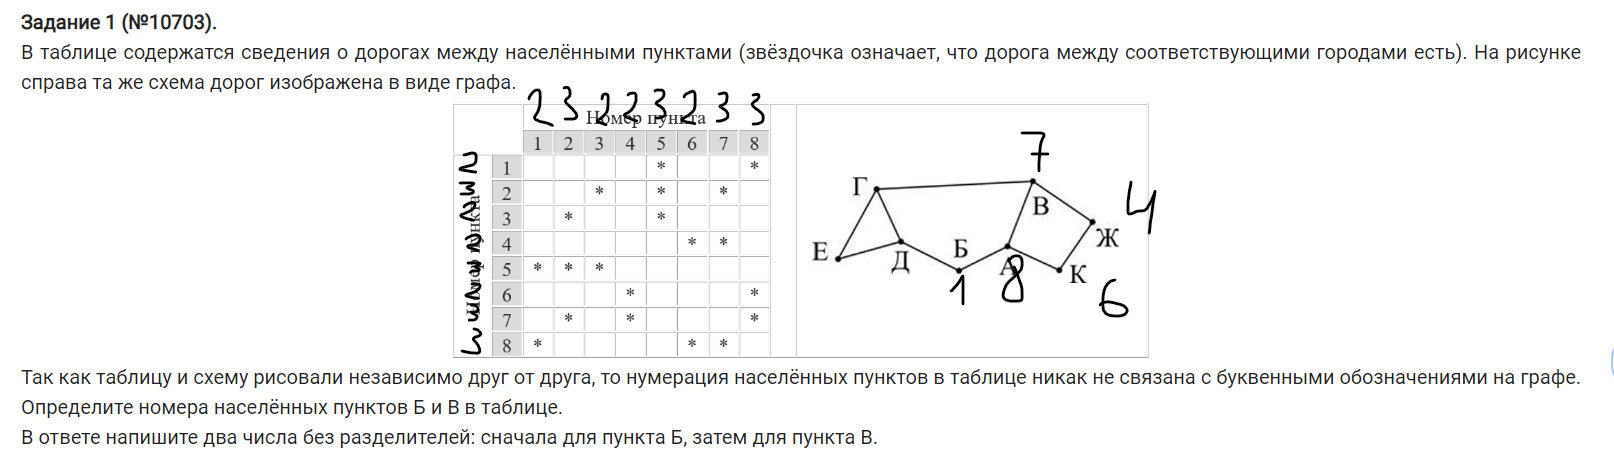 Задание 1 (№10703).
В таблице содержатся сведения о дорогах между населёнными пунктами (звёздочка означает, что дорога между соответствующими городами есть). На рисунке
справа та же схема дорог изображена в виде графа.
2 3 2 2 3 2 3 3
Номер пункта
1 2 3 4 5 6 7 8
2 1 * *
3 2 * * *
2 3 * *
2 4 * *
3 5 * * *
2 6 * *
3 7 * * *
3 8 * * *
Номер пункта
7
Г
В
4
Ж
Е
Д
Б
А
К
1
8
6
Так как таблицу и схему рисовали независимо друг от друга, то нумерация населённых пунктов в таблице никак не связана с буквенными обозначениями на графе.
Определите номера населённых пунктов Б и В в таблице.
В ответе напишите два числа без разделителей: сначала для пункта Б, затем для пункта В.